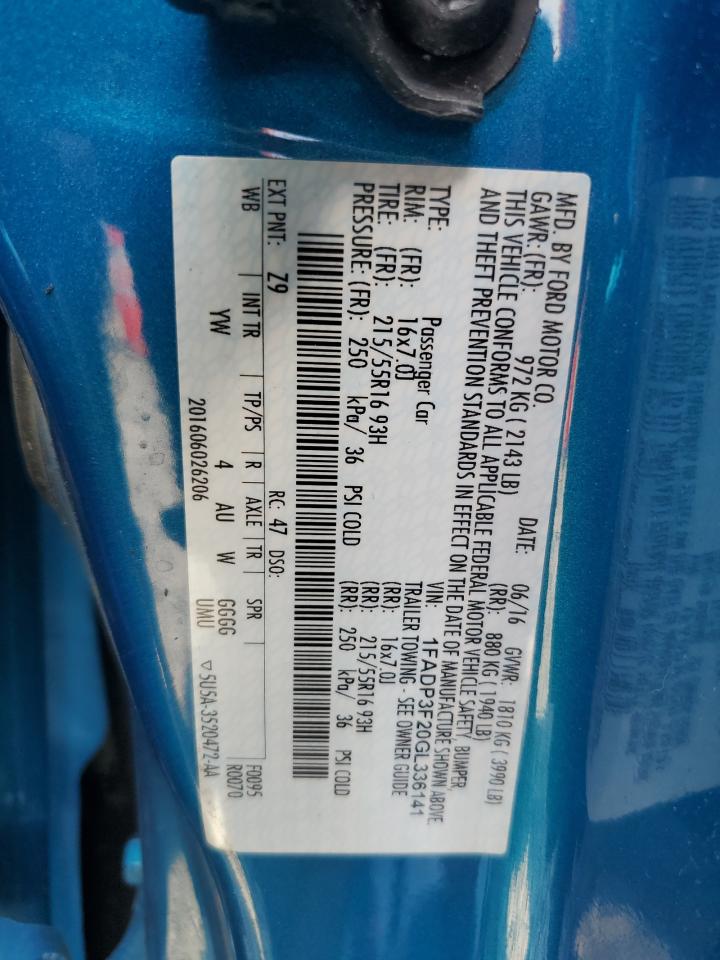 MFD. BY FORD MOTOR CO. DATE: 06/16 GVWR: 1810 KG ( 3990 LB)
GAWR: (FR): 972 KG ( 2143 LB) (RR): 880 KG ( 1940 LB)
THIS VEHICLE CONFORMS TO ALL APPLICABLE FEDERAL MOTOR VEHICLE SAFETY, BUMPER,
AND THEFT PREVENTION STANDARDS IN EFFECT ON THE DATE OF MANUFACTURE SHOWN ABOVE.
VIN: 1FADP3F20GL336141
TYPE: Passenger Car TRAILER TOWING - SEE OWNER GUIDE
RIM: (FR): 16x7.0J (RR): 16x7.0J
TIRE: (FR): 215/55R16 93H (RR): 215/55R16 93H
PRESSURE: (FR): 250 kPa/ 36 PSI COLD (RR): 250 kPa/ 36 PSI COLD
EXT PNT: Z9 RC: 47 DSO: F0095
WB INT TR TP/PS R AXLE TR SPR R0070
YW 4 AU W GGGG
UMU
201606026206 ▽ 5U5A-3520472-AA